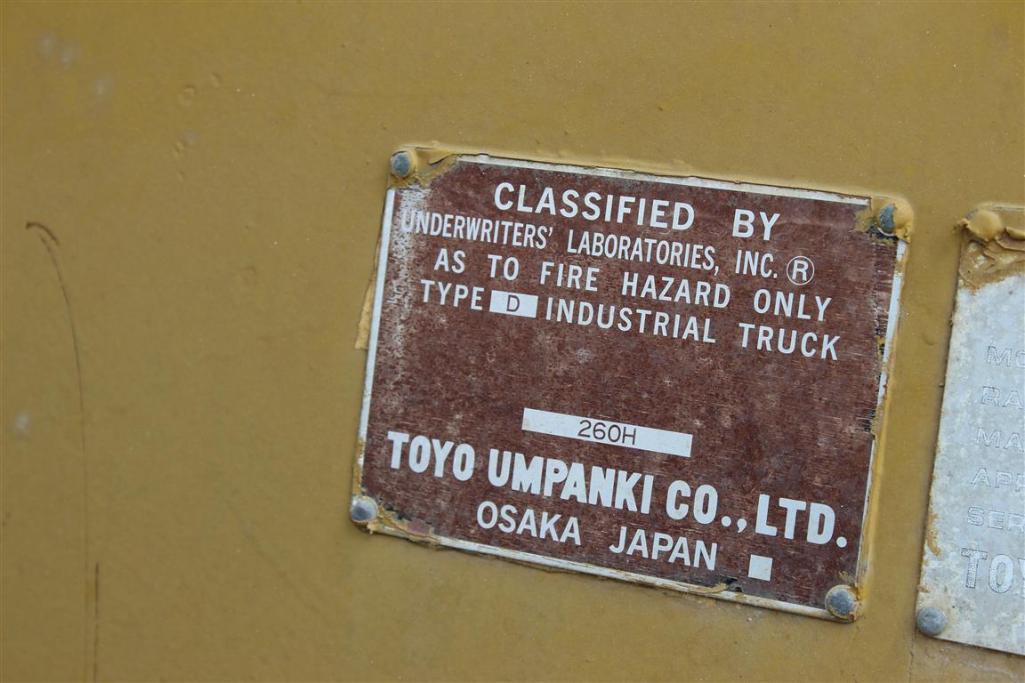 CLASSIFIED BY
UNDERWRITERS' LABORATORIES, INC.®
AS TO FIRE HAZARD ONLY
TYPE D INDUSTRIAL TRUCK
260H
TOYO UMPANKI CO., LTD.
OSAKA JAPAN